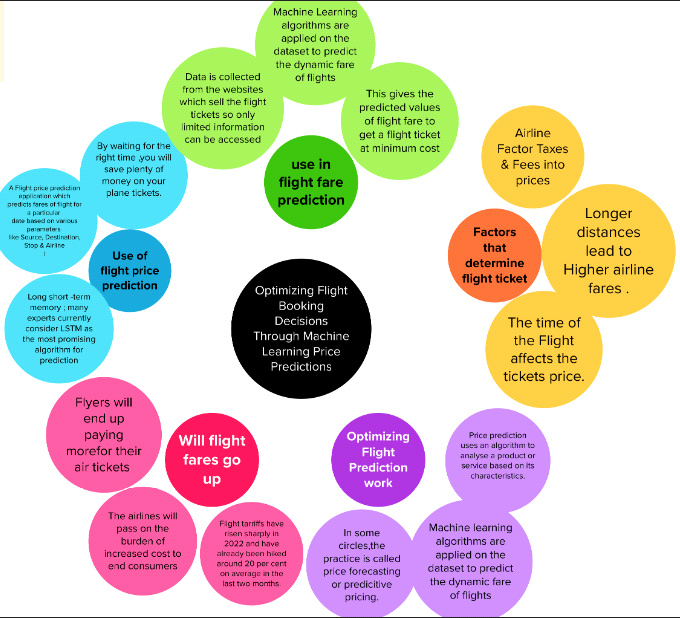 Machine Learning
algorithms are
applied on the
dataset to predict
the dynamic fare
of flights
Data is collected
from the websites
which sell the flight
tickets so only
limited information
can be accessed
This gives the
predicted values
of flight fare to
get a flight ticket
at minimum cost
use in
flight fare
prediction
By waiting for the
right time ,you will
save plenty of
money on your
plane tickets.
A Flight price prediction
application which
predicts fares of flight for
a particular
date based on various
parameters
like Source, Destination,
Stop & Airline
l
Use of
flight price
prediction
Long short -term
memory ; many
experts currently
consider LSTM as
the most promising
algorithm for
prediction
Airline
Factor Taxes
& Fees into
prices
Longer
distances
lead to
Higher airline
fares .
Factors
that
determine
flight ticket
The time of
the Flight
affects the
tickets price.
Optimizing Flight
Booking
Decisions
Through Machine
Learning Price
Predictions
Flyers will
end up
paying
morefor their
air tickets
Will flight
fares go
up
The airlines will
pass on the
burden of
increased cost to
end consumers
Flight tarriffs have
risen sharply in
2022 and have
already been hiked
around 20 per cent
on average in the
last two months.
Optimizing
Flight
Prediction
work
Price prediction
uses an algorithm to
analyse a product or
service based on its
characteristics.
In some
circles,the
practice is called
price forecasting
or predicitive
pricing.
Machine learning
algorithms are
applied on the
dataset to predict
the dynamic fare
of flights